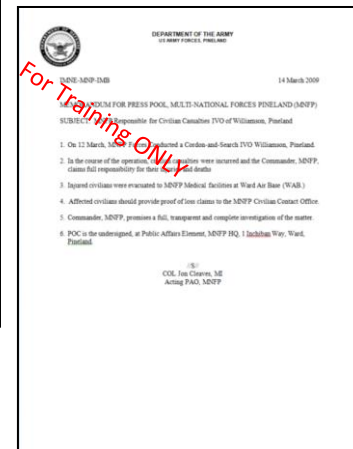 DEPARTMENT OF THE ARMY
US ARMY FORCES, PINELAND
IMNE-MNP-IMB 14 March 2009
For Training ONLY
MEMORANDUM FOR PRESS POOL, MULTI-NATIONAL FORCES PINELAND (MNFP)
SUBJECT: MNFP Responsible for Civilian Casualties IVO of Williamson, Pineland
1. On 12 March, MNFP Forces Conducted a Cordon-and-Search IVO Williamson, Pineland.
2. In the course of the operation, civilian casualties were incurred and the Commander, MNFP,
claims full responsibility for their injuries and deaths
3. Injured civilians were evacuated to MNFP Medical facilities at Ward Air Base (WAB.)
4. Affected civilians should provide proof of loss claims to the MNFP Civilian Contact Office.
5. Commander, MNFP, promises a full, transparent and complete investigation of the matter.
6. POC is the undersigned, at Public Affairs Element, MNFP HQ, 1 Inchiban Way, Ward,
Pineland.
//S//
COL Jon Cleaves, MI
Acting PAO, MNFP